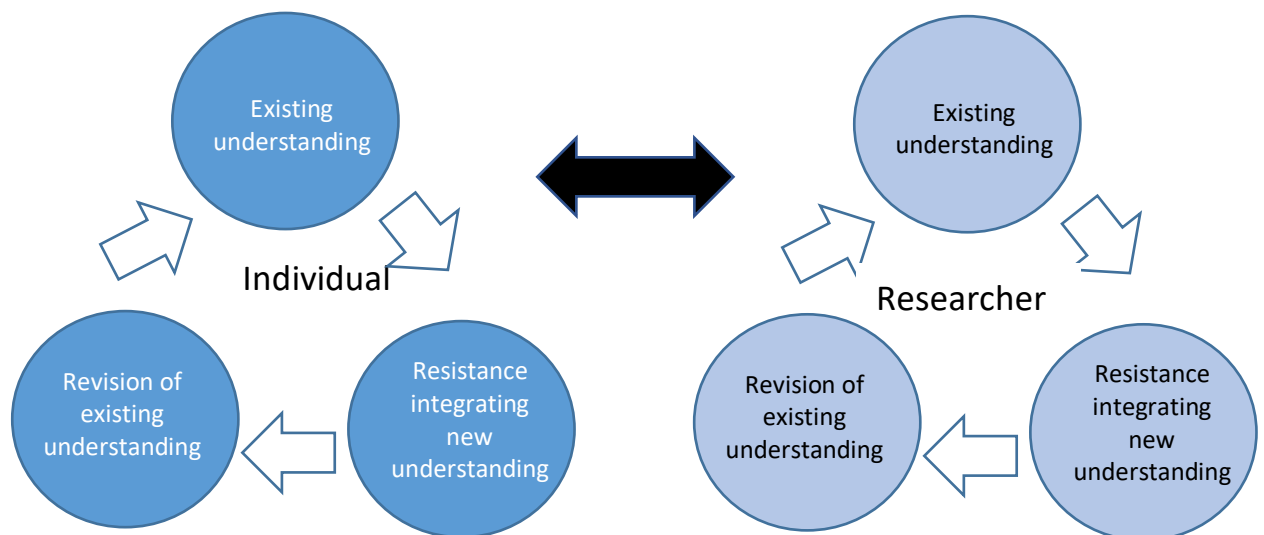 Existing
understanding
Individual
Revision of
existing
understanding
Resistance
integrating
new
understanding
Existing
understanding
Researcher
Revision of
existing
understanding
Resistance
integrating
new
understanding